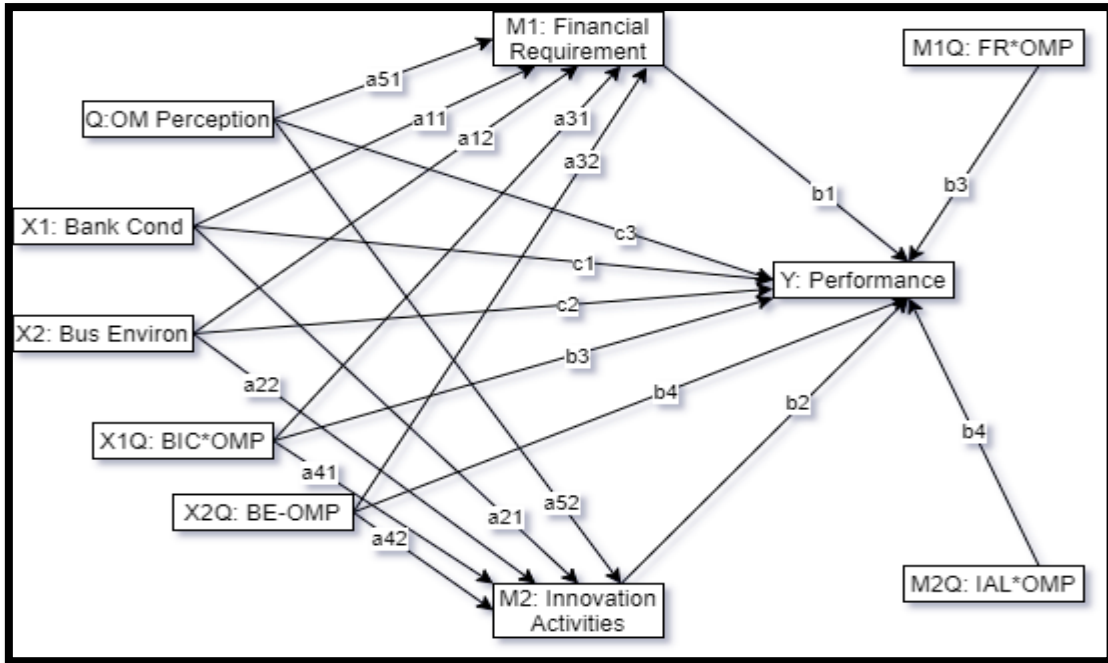 M1: Financial
Requirement
M1Q: FR*OMP
a51
Q:OM Perception
a11
a31
a12
a32
b3
b1
X1: Bank Cond
c3
c1
Y: Performance
c2
X2: Bus Environ
b3
a22
b4
b2
X1Q: BIC*OMP
b4
a41
X2Q: BE-OMP
a52
a21
a42
M2: Innovation
Activities
M2Q: IAL*OMP